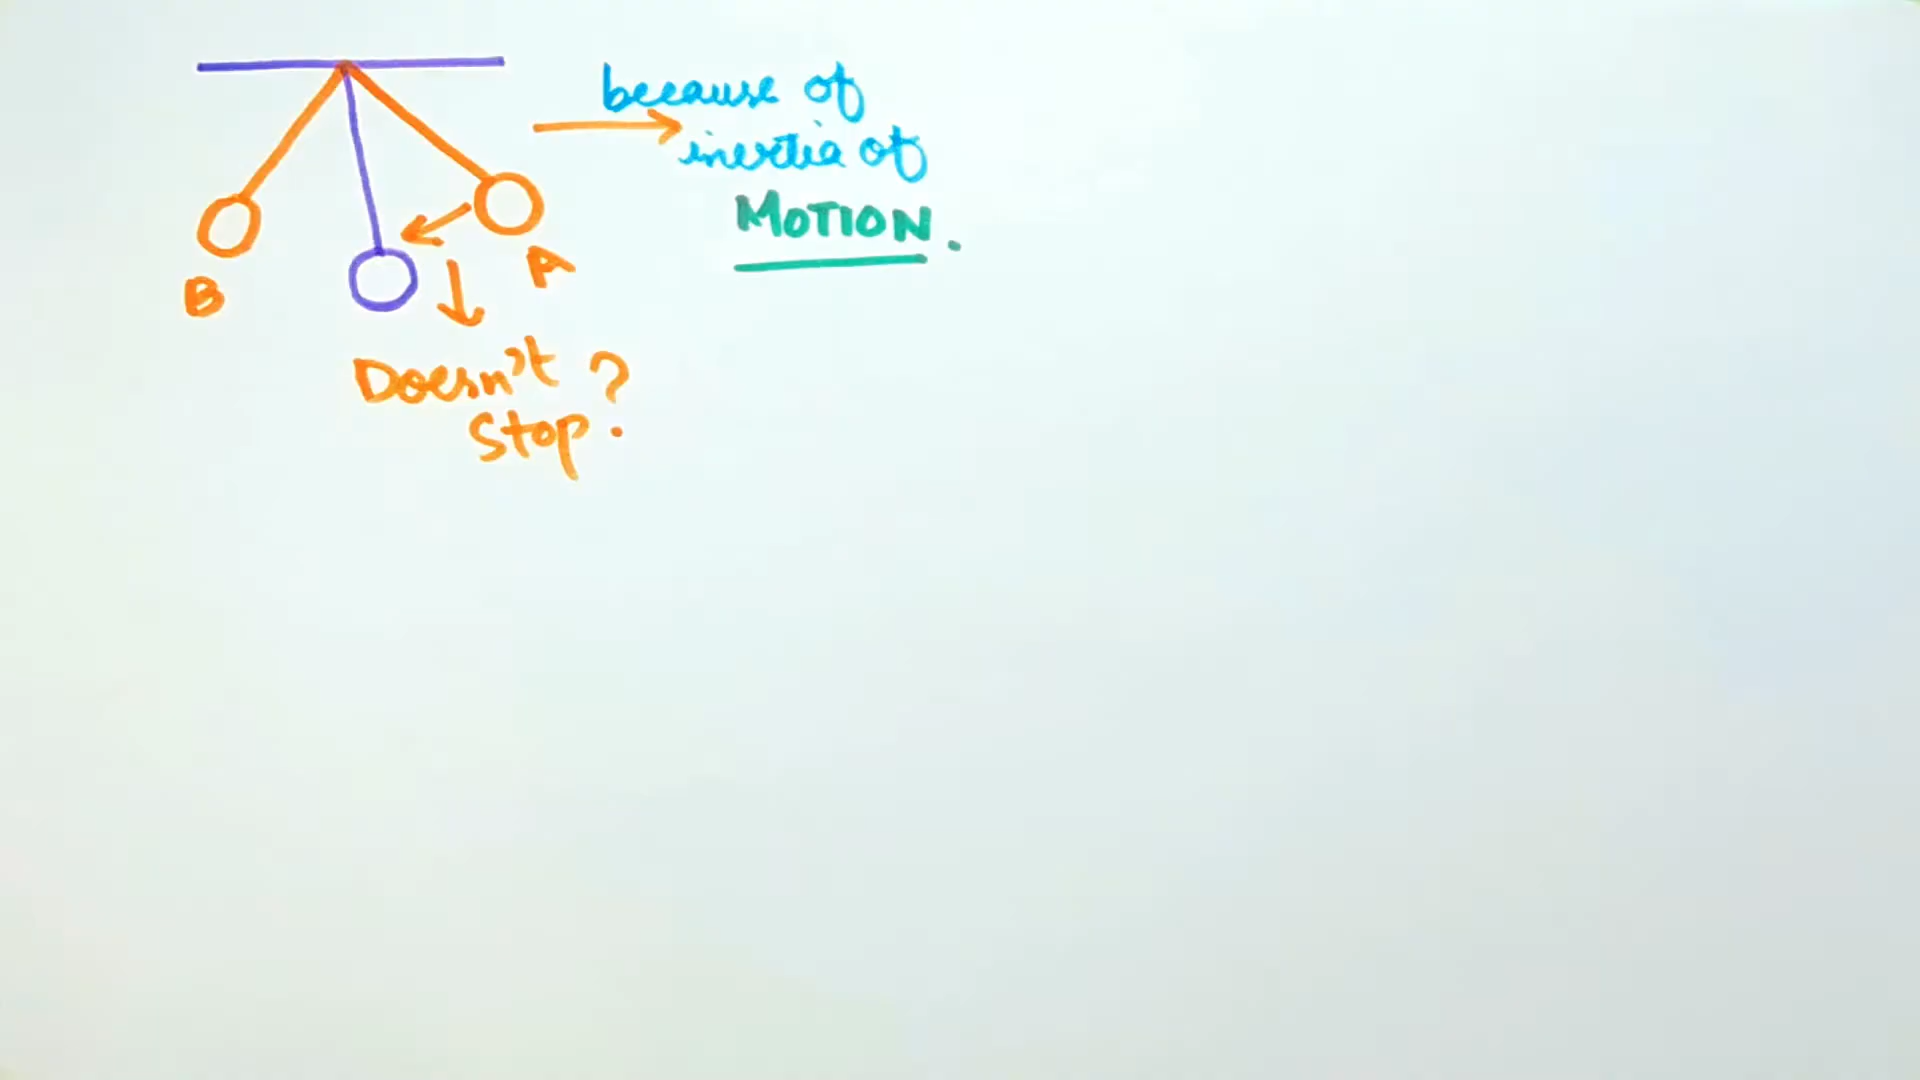 because of
inertia of
MOTION.
B
A
Doesn't ?
Stop.